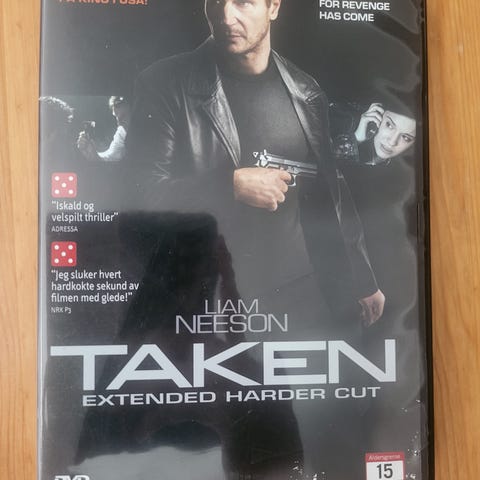 PÅ KINO I USA!
FOR REVENGE
HAS COME
"Iskald og
velspilt thriller"
ADRESSA
"Jeg sluker hvert
hardkokte sekund av
filmen med glede!"
NRK P3
LIAM
NEESON
TAKEN
EXTENDED HARDER CUT
Aldersgrense
15